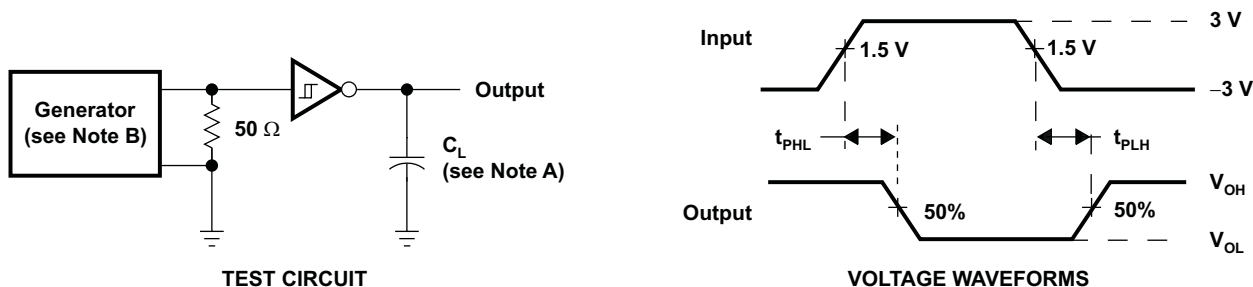 Generator
(see Note B)
50 Ω
Output
C_L
(see Note A)
TEST CIRCUIT
Input
1.5 V
1.5 V
3 V
−3 V
t_PHL
t_PLH
Output
50%
50%
V_OH
V_OL
VOLTAGE WAVEFORMS